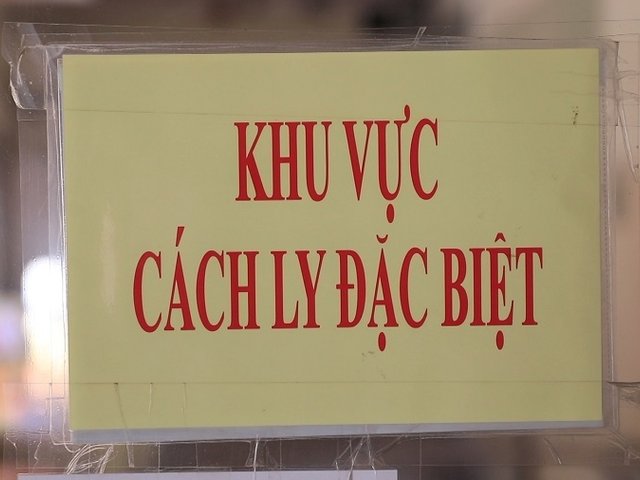 KHU VỰC
CÁCH LY ĐẶC BIỆT